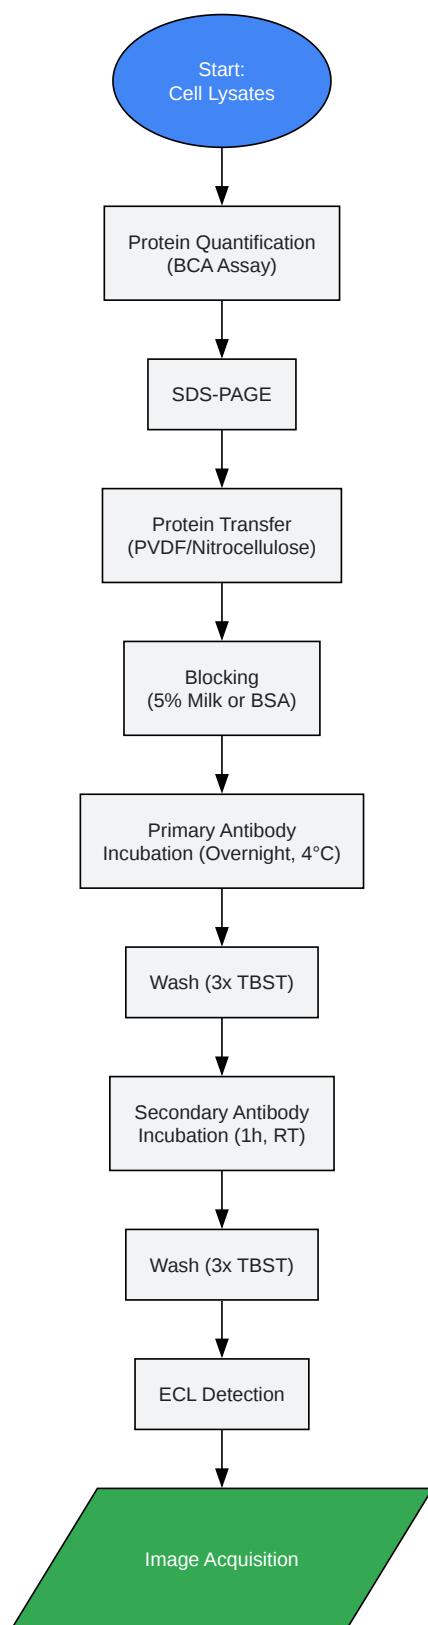 Start:
Cell Lysates
Protein Quantification
(BCA Assay)
SDS-PAGE
Protein Transfer
(PVDF/Nitrocellulose)
Blocking
(5% Milk or BSA)
Primary Antibody
Incubation (Overnight, 4°C)
Wash (3x TBST)
Secondary Antibody
Incubation (1h, RT)
Wash (3x TBST)
ECL Detection
Image Acquisition